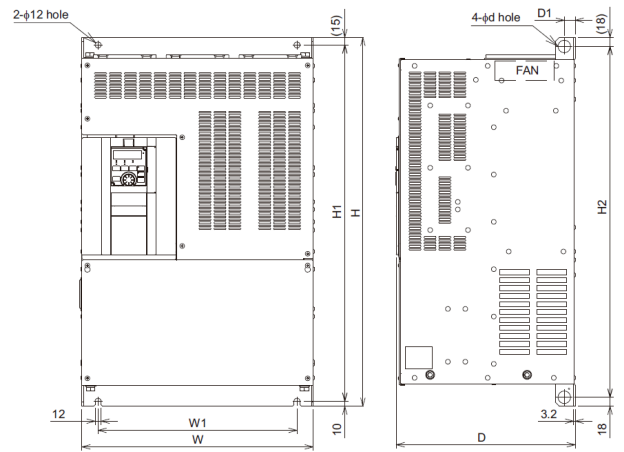 2-ϕ12 hole
(15)
4-ϕd hole
D1
(18)
FAN
H1
H
H2
12
W1
W
10
D
3.2
18